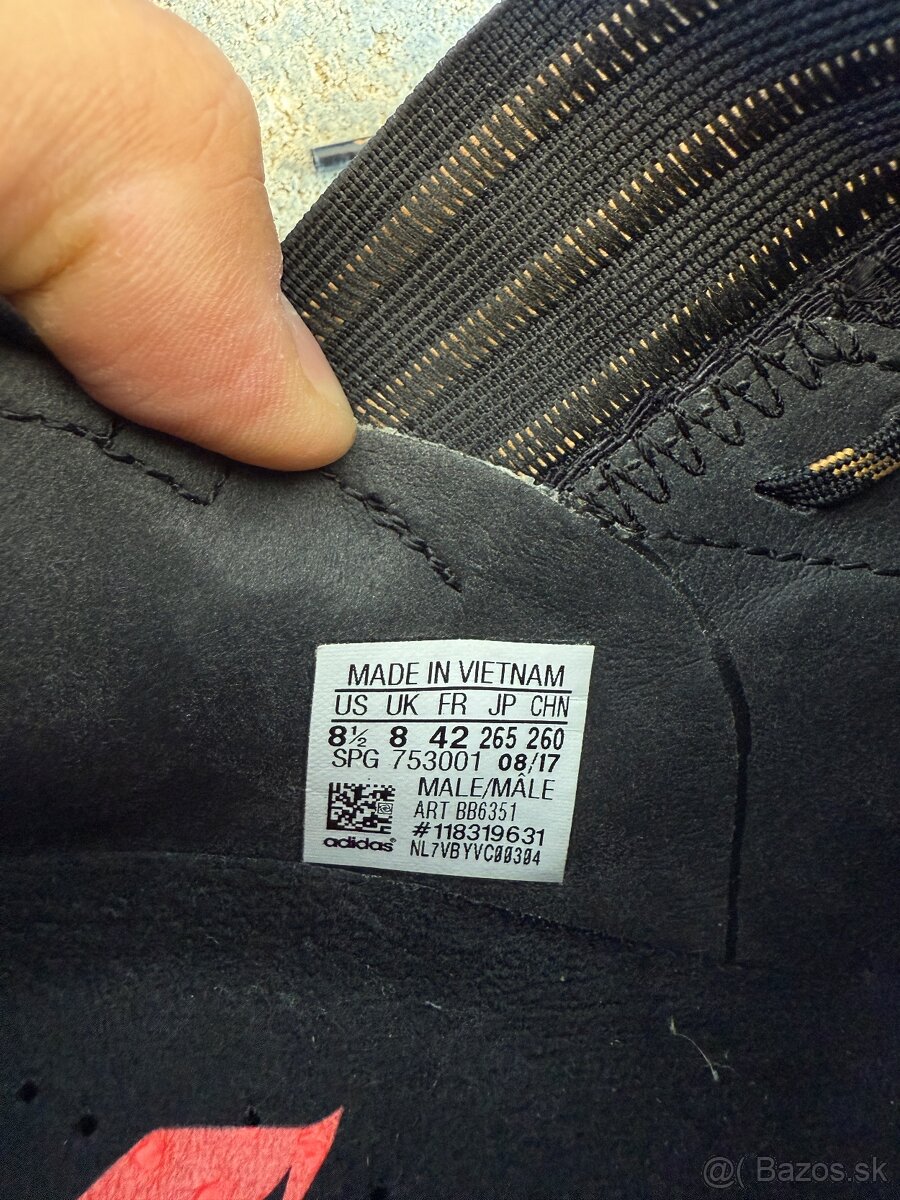 MADE IN VIETNAM
US UK FR JP CHN
8½ 8 42 265 260
SPG 753001 08/17
MALE/MÂLE
ART BB6351
#118319631
adidas NL7VBYVC00304
@( Bazos.sk